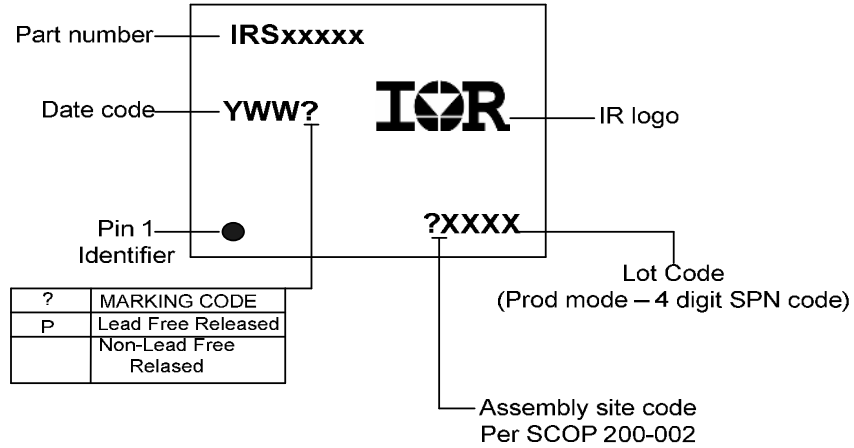 Part number
IRSxxxxx
Date code
YWW?
IOR
IR logo
Pin 1
Identifier
?XXXX
Lot Code
(Prod mode – 4 digit SPN code)
? MARKING CODE
P Lead Free Released
Non-Lead Free
Relased
Assembly site code
Per SCOP 200-002